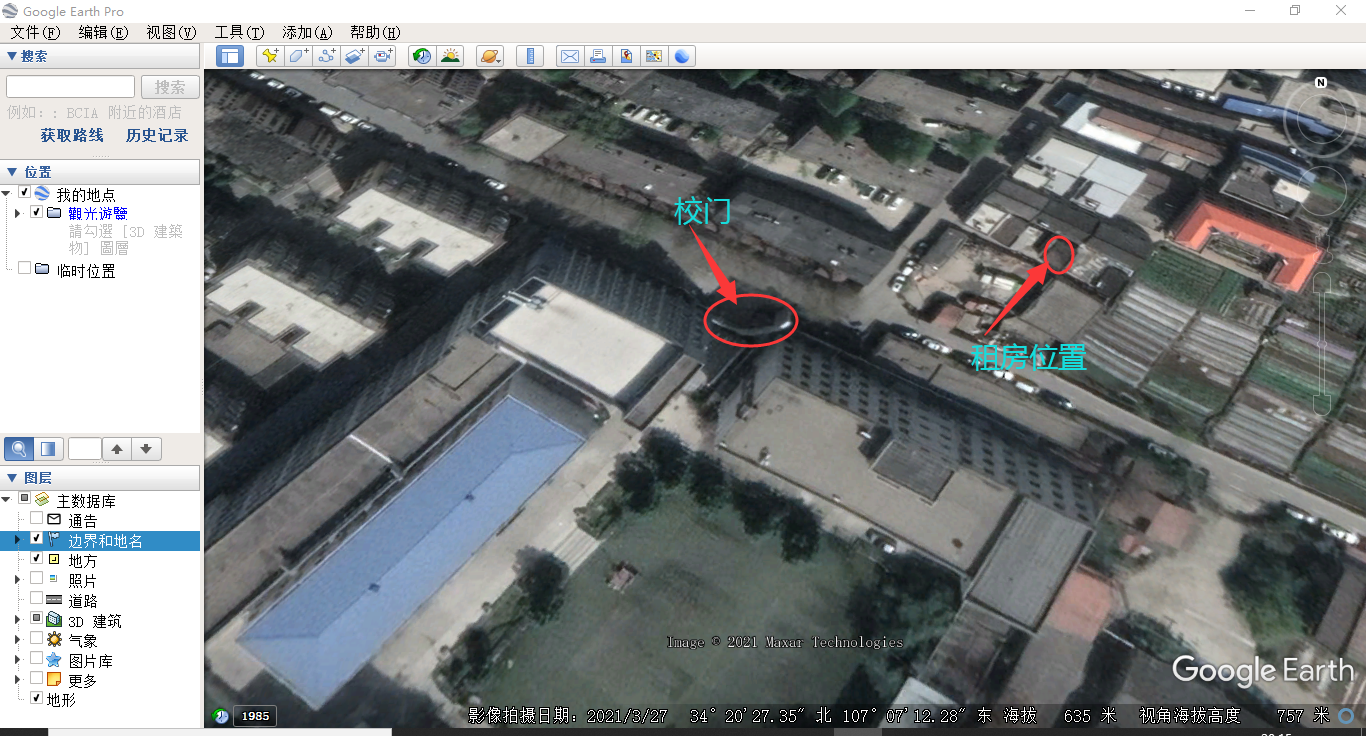 Google Earth Pro
文件(F) 编辑(E) 视图(V) 工具(T) 添加(A) 帮助(H)
搜索
搜索
例如：: BCIA 附近的酒店
获取路线 历史记录
位置
我的地点
觀光游覽
請勾選 [3D 建築
物] 圖層
临时位置
图层
主数据库
通告
边界和地名
地方
照片
道路
3D 建筑
气象
图片库
更多
地形
N
校门
租房位置
Image © 2021 Maxar Technologies
Google Earth
1985
影像拍摄日期: 2021/3/27 34° 20′27.35″ 北 107° 07′12.28″ 东 海拔 635 米 视角海拔高度 757 米